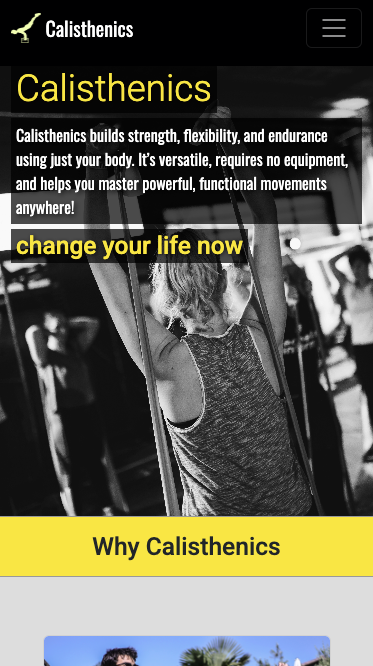 Calisthenics
Calisthenics
Calisthenics builds strength, flexibility, and endurance
using just your body. It's versatile, requires no equipment,
and helps you master powerful, functional movements
anywhere!
change your life now
Why Calisthenics